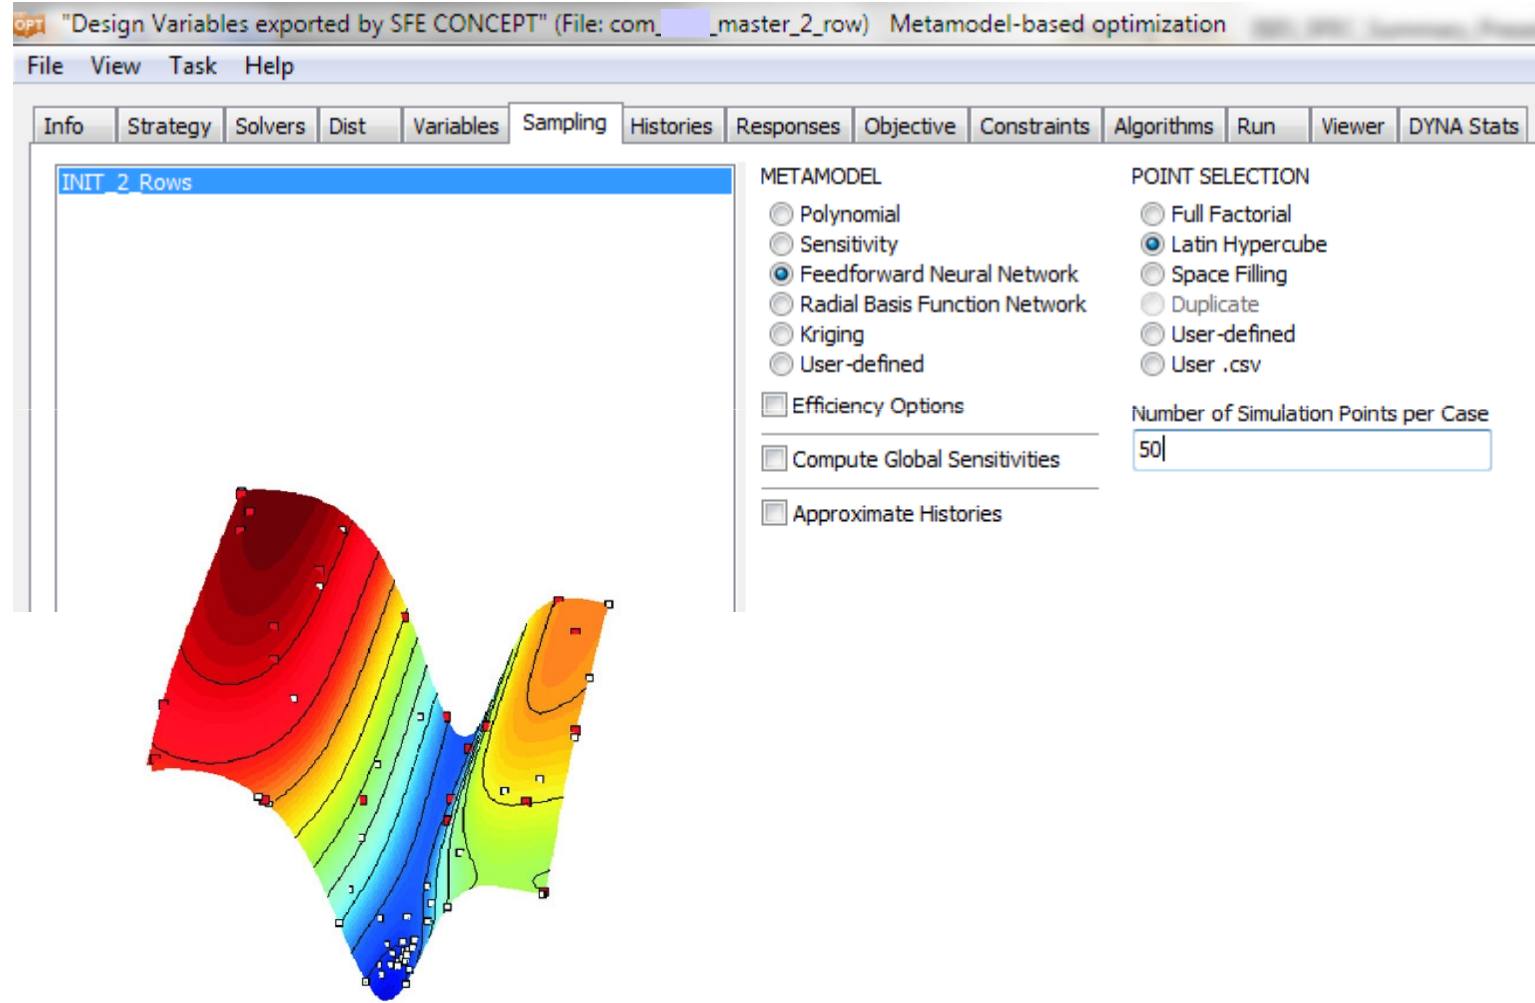 OPT "Design Variables exported by SFE CONCEPT" (File: com_ _master_2_row) Metamodel-based optimization
File View Task Help
Info Strategy Solvers Dist Variables Sampling Histories Responses Objective Constraints Algorithms Run Viewer DYNA Stats
INIT_2_Rows
METAMODEL
Polynomial
Sensitivity
Feedforward Neural Network
Radial Basis Function Network
Kriging
User-defined
Efficiency Options
Compute Global Sensitivities
Approximate Histories
POINT SELECTION
Full Factorial
Latin Hypercube
Space Filling
Duplicate
User-defined
User .csv
Number of Simulation Points per Case
50